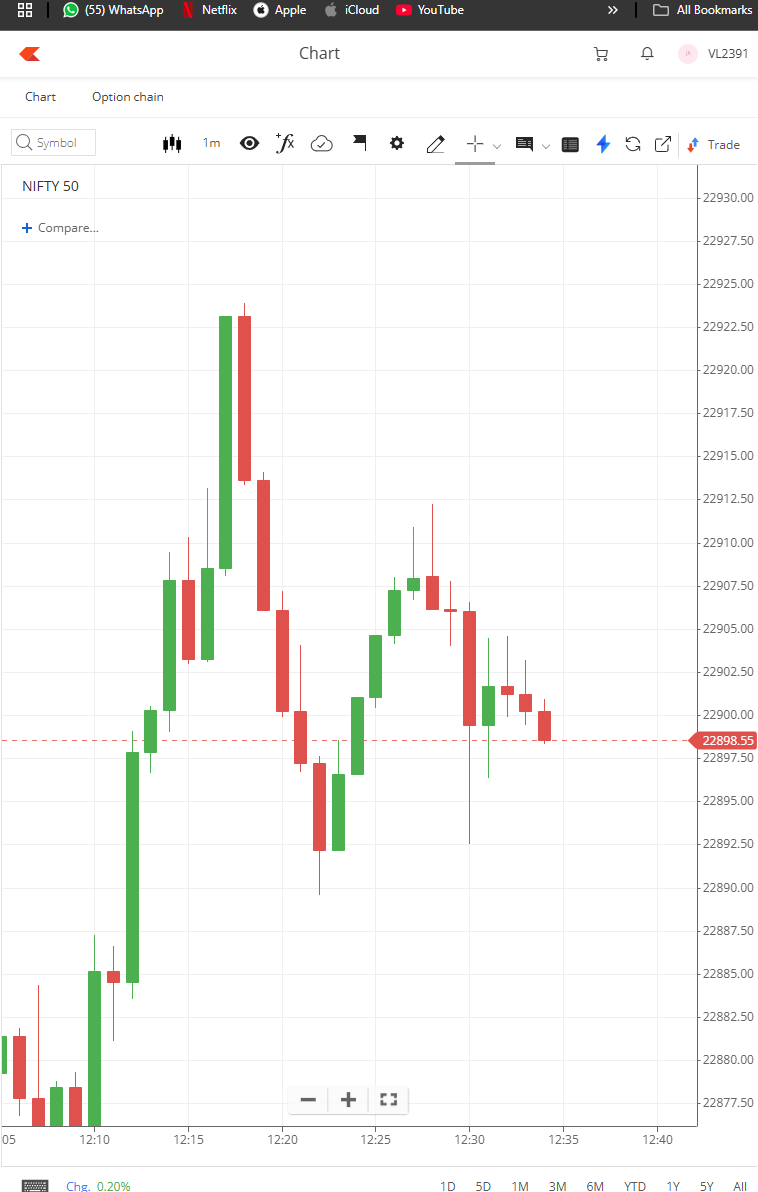 (55) WhatsApp Netflix Apple iCloud YouTube » All Bookmarks
Chart VL2391
Chart Option chain
Symbol 1m ƒx Trade
NIFTY 50
+ Compare...
22930.00
22927.50
22925.00
22922.50
22920.00
22917.50
22915.00
22912.50
22910.00
22907.50
22905.00
22902.50
22900.00
22898.55
22897.50
22895.00
22892.50
22890.00
22887.50
22885.00
22882.50
22880.00
22877.50
05 12:10 12:15 12:20 12:25 12:30 12:35 12:40
Chg. 0.20% 1D 5D 1M 3M 6M YTD 1Y 5Y All